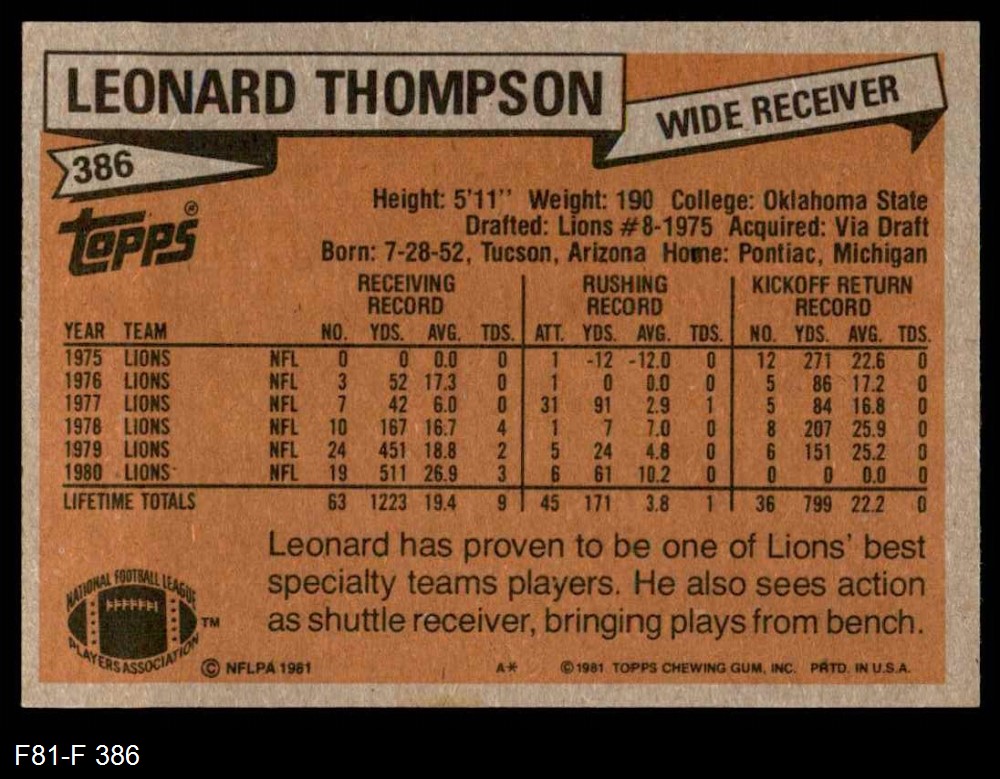 LEONARD THOMPSON
WIDE RECEIVER
386
Topps®
Height: 5'11'' Weight: 190 College: Oklahoma State
Drafted: Lions #8-1975 Acquired: Via Draft
Born: 7-28-52, Tucson, Arizona Home: Pontiac, Michigan
RECEIVING RECORD RUSHING RECORD KICKOFF RETURN RECORD
YEAR TEAM NO. YDS. AVG. TDS. ATT. YDS. AVG. TDS. NO. YDS. AVG. TDS.
1975 LIONS NFL 0 0 0.0 0 1 -12 -12.0 0 12 271 22.6 0
1976 LIONS NFL 3 52 17.3 0 1 0 0.0 0 5 86 17.2 0
1977 LIONS NFL 7 42 6.0 0 31 91 2.9 1 5 84 16.8 0
1978 LIONS NFL 10 167 16.7 4 1 7 7.0 0 8 207 25.9 0
1979 LIONS NFL 24 451 18.8 2 5 24 4.8 0 6 151 25.2 0
1980 LIONS NFL 19 511 26.9 3 6 61 10.2 0 0 0 0.0 0
LIFETIME TOTALS 63 1223 19.4 9 45 171 3.8 1 36 799 22.2 0
Leonard has proven to be one of Lions' best
specialty teams players. He also sees action
as shuttle receiver, bringing plays from bench.
NATIONAL FOOTBALL LEAGUE
PLAYERS ASSOCIATION
TM
© NFLPA 1981 A* © 1981 TOPPS CHEWING GUM, INC. PRTD. IN U.S.A.
F81-F 386